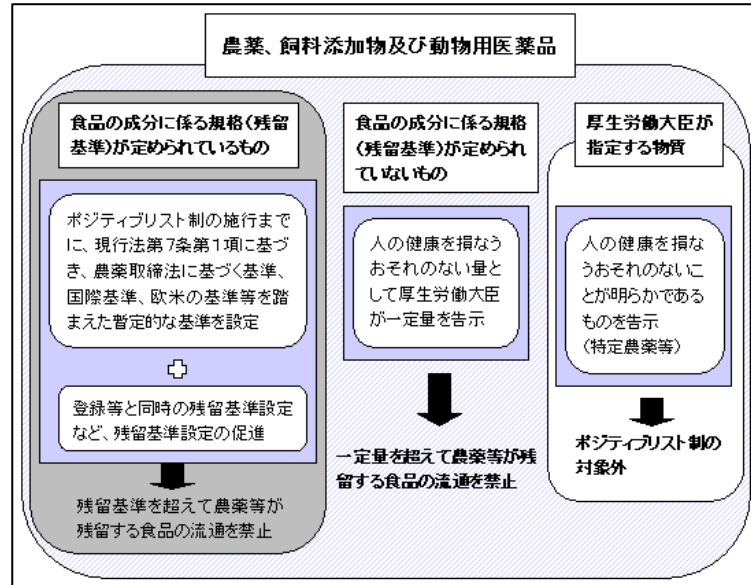 農薬、飼料添加物及び動物用医薬品
食品の成分に係る規格(残留
基準)が定められているもの
ポジティブリスト制の施行まで
に、現行法第7条第1項に基づ
き、農薬取締法に基づく基準、
国際基準、欧米の基準等を踏
まえた暫定的な基準を設定
登録等と同時の残留基準設定
など、残留基準設定の促進
残留基準を超えて農薬等が
残留する食品の流通を禁止
食品の成分に係る規格
(残留基準)が定められ
ていないもの
人の健康を損なう
おそれのない量と
して厚生労働大臣
が一定量を告示
一定量を超えて農薬等が残
留する食品の流通を禁止
厚生労働大臣が
指定する物質
人の健康を損な
うおそれのないこ
とが明らかである
ものを告示
(特定農薬等)
ポジティブリスト制の
対象外